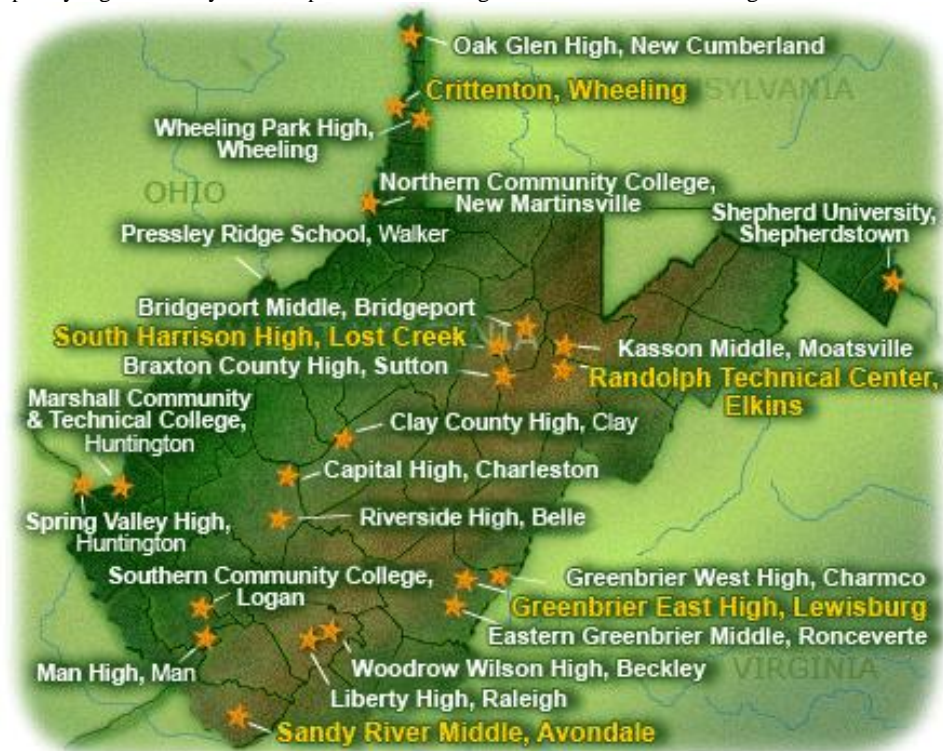 Oak Glen High, New Cumberland
Crittenton, Wheeling
SYLVANIA
Wheeling Park High,
Wheeling
OHIO
Northern Community College,
New Martinsville
Shepherd University,
Shepherdstown
Pressley Ridge School, Walker
Bridgeport Middle, Bridgeport
South Harrison High, Lost Creek
NIA
Kasson Middle, Moatsville
Braxton County High, Sutton
Randolph Technical Center,
Elkins
Marshall Community
& Technical College,
Huntington
Clay County High, Clay
Capital High, Charleston
Spring Valley High,
Huntington
Riverside High, Belle
Southern Community College,
Logan
Greenbrier West High, Charmco
Greenbrier East High, Lewisburg
Eastern Greenbrier Middle, Ronceverte
Man High, Man
Woodrow Wilson High, Beckley
VIRGINIA
Liberty High, Raleigh
Sandy River Middle, Avondale